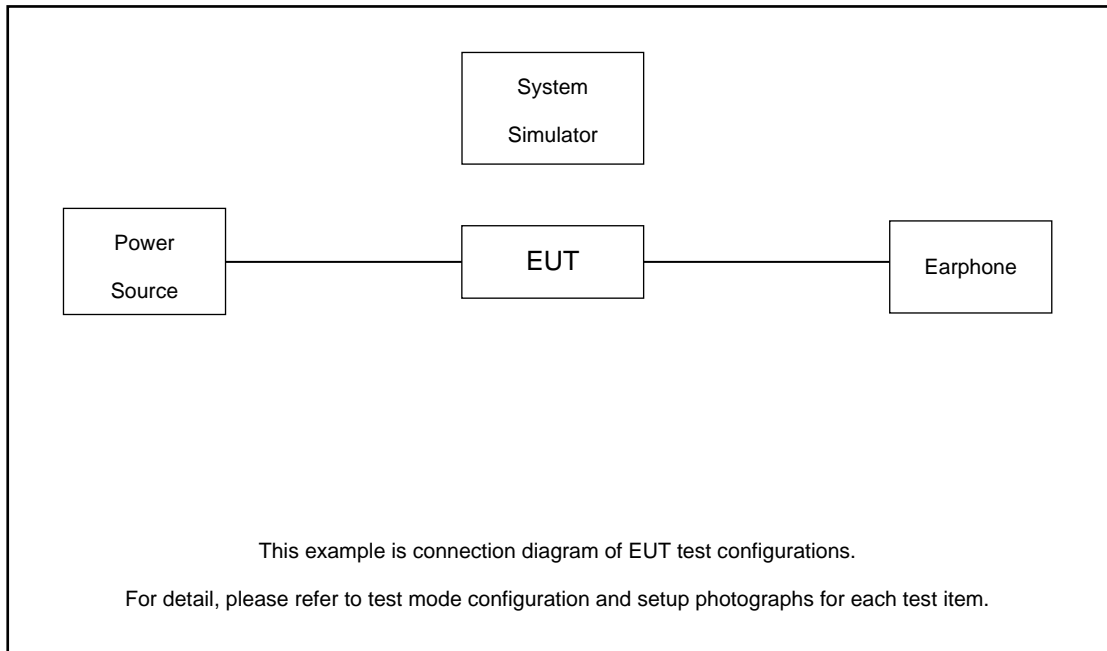 System
Simulator
Power
Source
EUT
Earphone
This example is connection diagram of EUT test configurations.
For detail, please refer to test mode configuration and setup photographs for each test item.